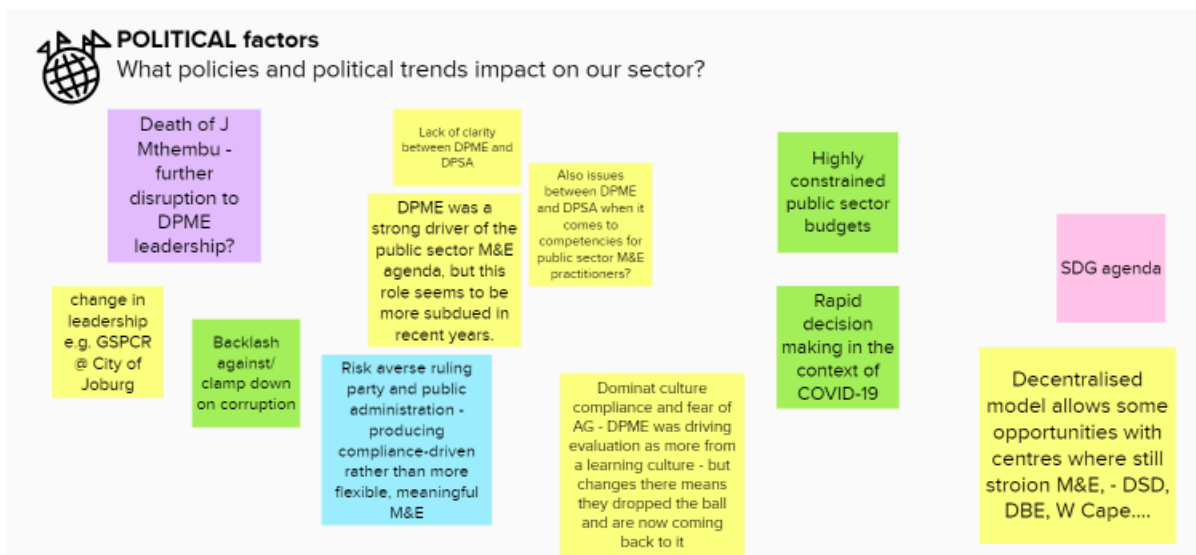 POLITICAL factors
What policies and political trends impact on our sector?
Death of J
Mthembu -
further
disruption to
DPME
leadership?
change in
leadership
e.g. GSPCR
@ City of
Joburg
Backlash
against/
clamp down
on corruption
Lack of clarity
between DPME and
DPSA
Also issues
between DPME
and DPSA when it
comes to
competencies for
public sector M&E
practitioners?
DPME was a
strong driver of the
public sector M&E
agenda, but this
role seems to be
more subdued in
recent years.
Risk averse ruling
party and public
administration -
producing
compliance-driven
rather than more
flexible, meaningful
M&E
Dominat culture
compliance and fear of
AG - DPME was driving
evaluation as more from
a learning culture - but
changes there means
they dropped the ball
and are now coming
back to it
Highly
constrained
public sector
budgets
Rapid
decision
making in the
context of
COVID-19
SDG agenda
Decentralised
model allows some
opportunities with
centres where still
stroion M&E, - DSD,
DBE, W Cape....